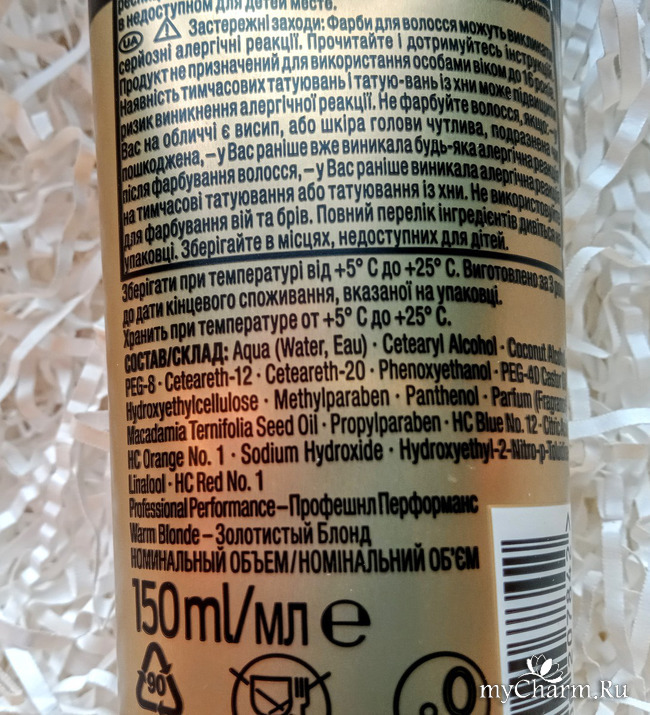 в недоступном для детей месте.
UA Застережні заходи: Фарби для волосся можуть викликати
серйозні алергічні реакції. Прочитайте і дотримуйтесь інструкцій.
Продукт не призначений для використання особами віком до 16 років.
Наявність тимчасових татуювань і татую-вань із хни може підвищити
ризик виникнення алергічної реакції. Не фарбуйте волосся, якщо: – у
Вас на обличчі є висип, або шкіра голови чутлива, подразнена чи
пошкоджена, – у Вас раніше вже виникала будь-яка алергічна реакція
після фарбування волосся, – у Вас раніше виникала алергічна реакція
на тимчасові татуювання або татуювання із хни. Не використовуйте
для фарбування вій та брів. Повний перелік інгредієнтів дивіться на
упаковці. Зберігайте в місцях, недоступних для дітей.
Зберігати при температурі від +5° С до +25° С. Виготовлено за 3 роки
до дати кінцевого споживання, вказаної на упаковці.
Хранить при температуре от +5° С до +25° С.
СОСТАВ/СКЛАД: Aqua (Water, Eau) · Cetearyl Alcohol · Coconut Alcohol
PEG-8 · Ceteareth-12 · Ceteareth-20 · Phenoxyethanol · PEG-40 Castor
Hydroxyethylcellulose · Methylparaben · Panthenol · Parfum (Fragrance
Macadamia Ternifolia Seed Oil · Propylparaben · HC Blue No. 12 · Citric
HC Orange No. 1 · Sodium Hydroxide · Hydroxyethyl-2-Nitro-p-Toluidine
Linalool · HC Red No. 1
Professional Performance – Профешнл Перформанс
Warm Blonde – Золотистый Блонд
НОМИНАЛЬНЫЙ ОБЪЕМ/НОМІНАЛЬНИЙ ОБ'ЄМ
150ml/мл e
90
myCharm.Ru